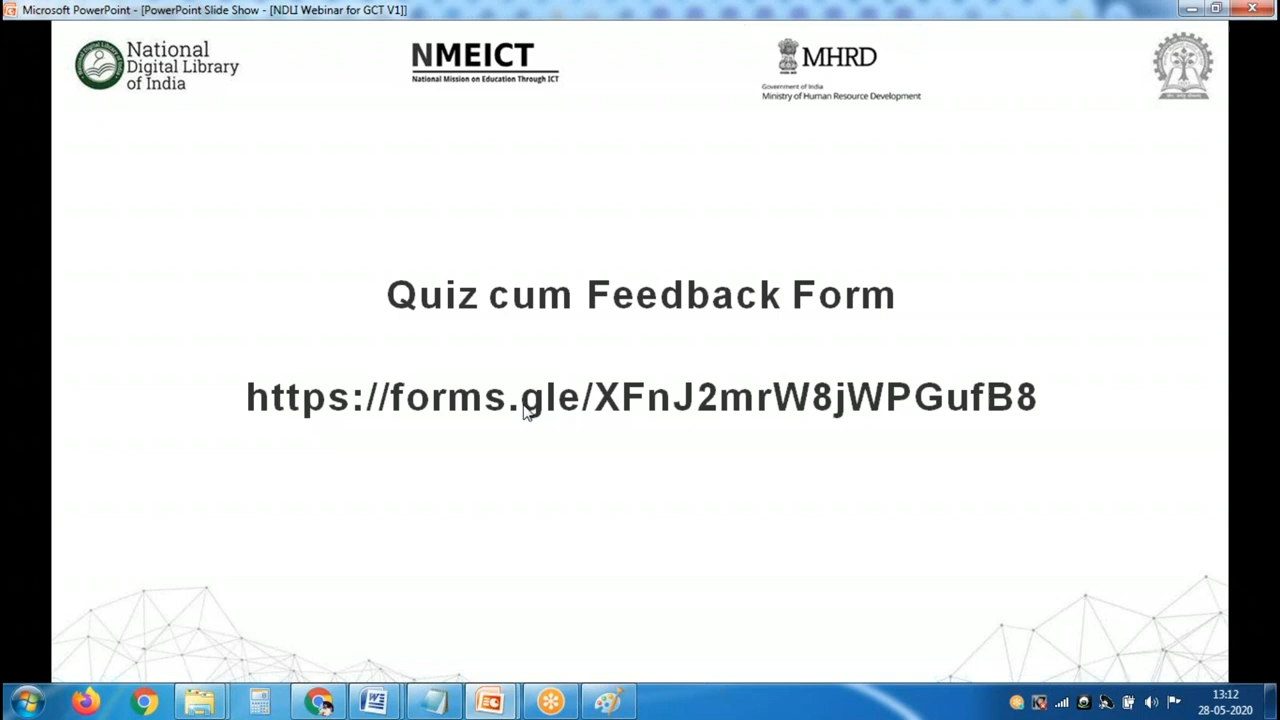 Microsoft PowerPoint - [PowerPoint Slide Show - [NDLI Webinar for GCT V1]]
National
Digital Library
of India
NMEICT
National Mission on Education Through ICT
MHRD
Government of India
Ministry of Human Resource Development
Quiz cum Feedback Form
https://forms.gle/XFnJ2mrW8jWPGufB8
13:12
28-05-2020